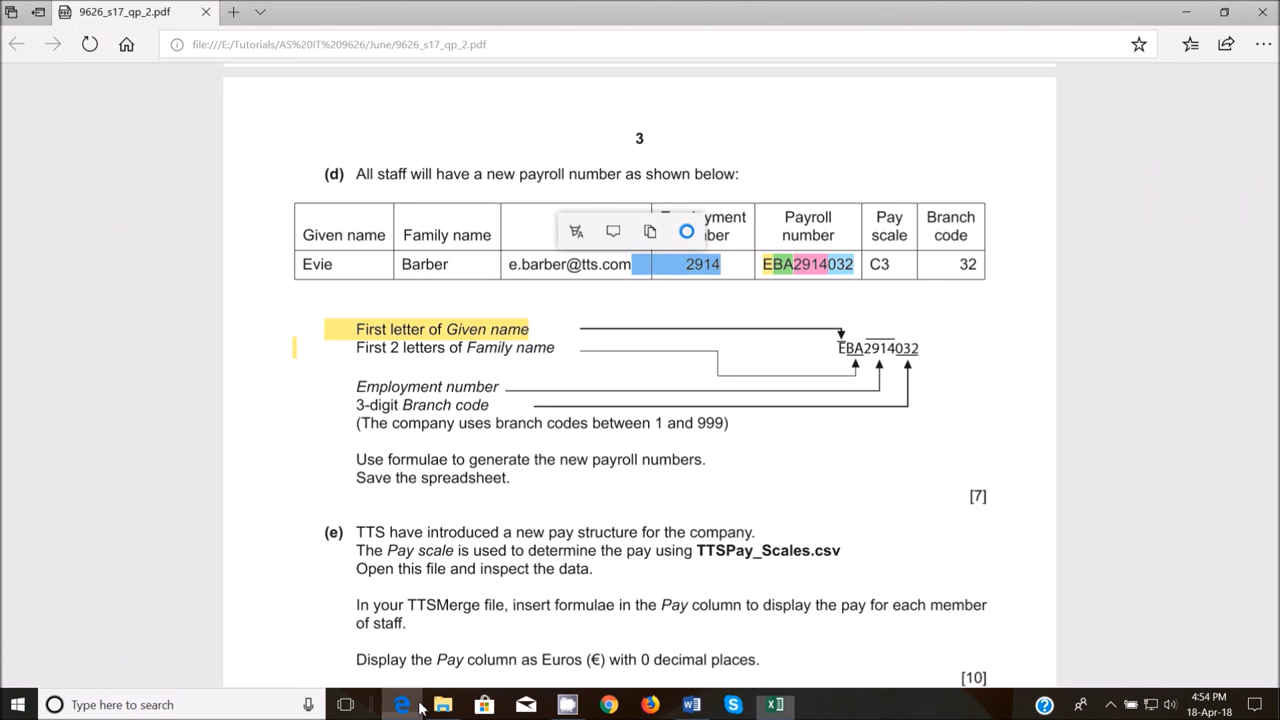 9626_s17_qp_2.pdf
file:///E:/Tutorials/AS%20IT%209626/June/9626_s17_qp_2.pdf
3
(d) All staff will have a new payroll number as shown below:
Given name Family name Payroll number Pay scale Branch code
Evie Barber e.barber@tts.com 2914 EBA2914032 C3 32
First letter of Given name
First 2 letters of Family name EBA2914032
Employment number
3-digit Branch code
(The company uses branch codes between 1 and 999)
Use formulae to generate the new payroll numbers.
Save the spreadsheet.
[7]
(e) TTS have introduced a new pay structure for the company.
The Pay scale is used to determine the pay using TTSPay_Scales.csv
Open this file and inspect the data.
In your TTSMerge file, insert formulae in the Pay column to display the pay for each member
of staff.
Display the Pay column as Euros (€) with 0 decimal places.
[10]
Type here to search
4:54 PM
18-Apr-18